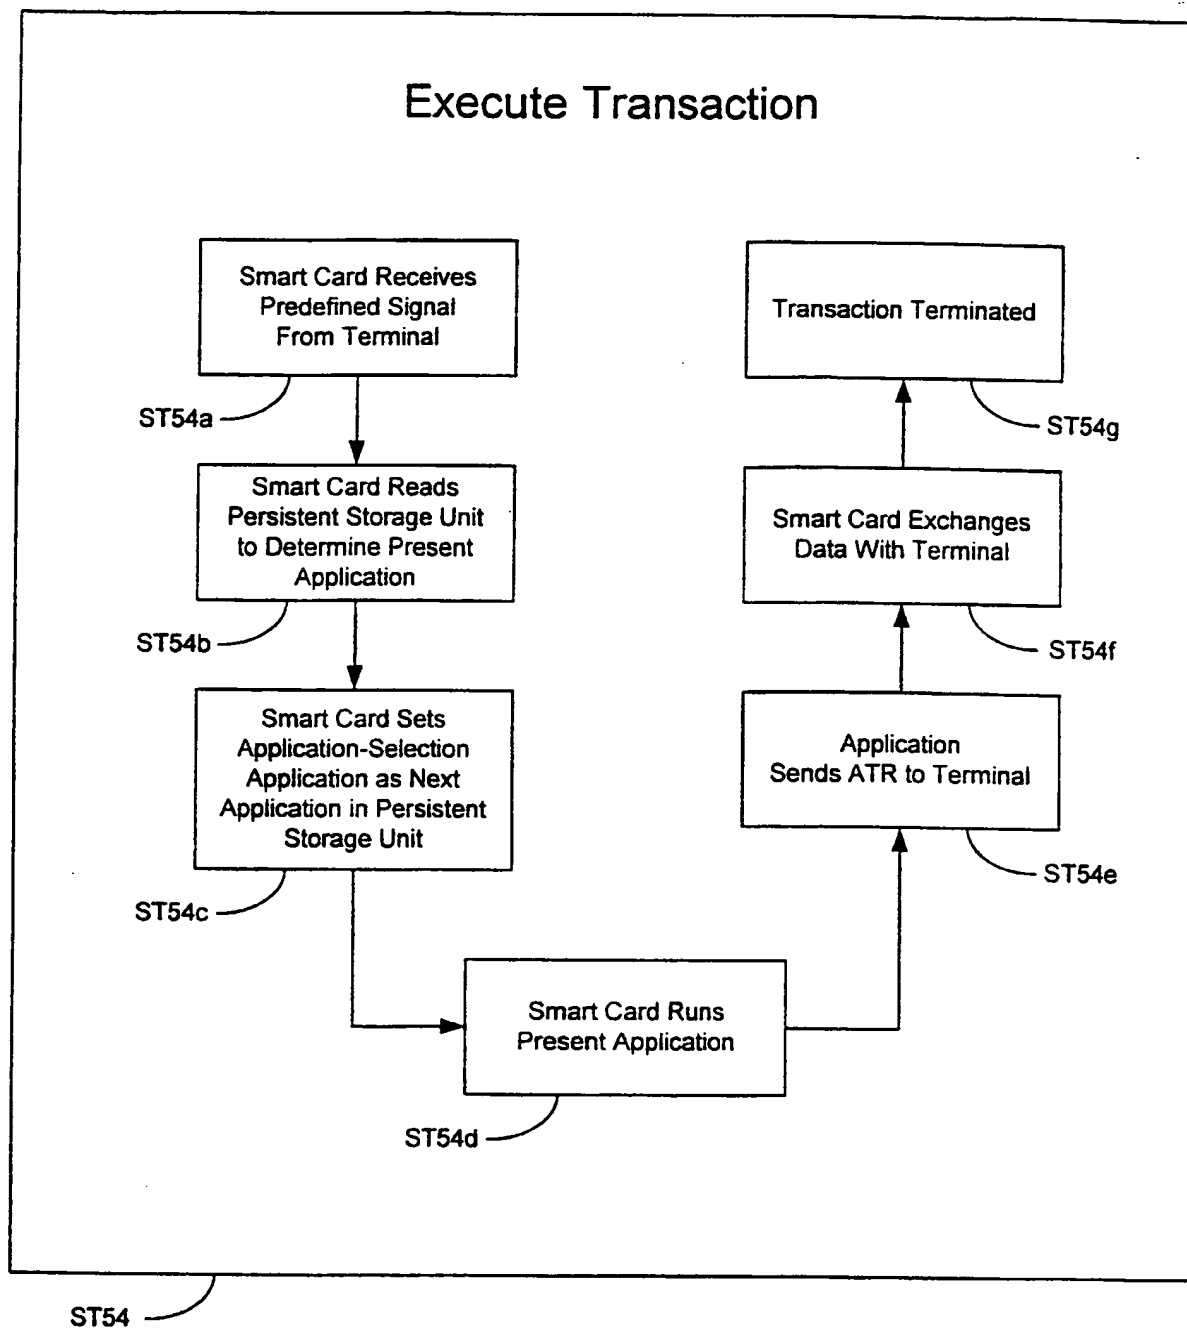 Execute Transaction
Smart Card Receives
Predefined Signal
From Terminal
ST54a
Smart Card Reads
Persistent Storage Unit
to Determine Present
Application
ST54b
Smart Card Sets
Application-Selection
Application as Next
Application in Persistent
Storage Unit
ST54c
Smart Card Runs
Present Application
ST54d
Application
Sends ATR to Terminal
ST54e
Smart Card Exchanges
Data With Terminal
ST54f
Transaction Terminated
ST54g
ST54